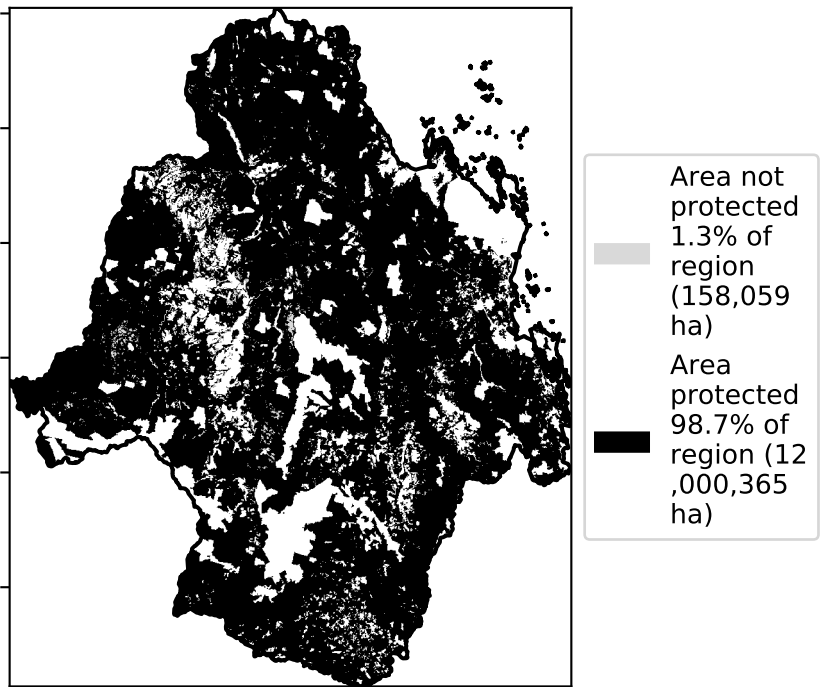 Area not
protected
1.3% of
region
(158,059
ha)
Area
protected
98.7% of
region (12
,000,365
ha)